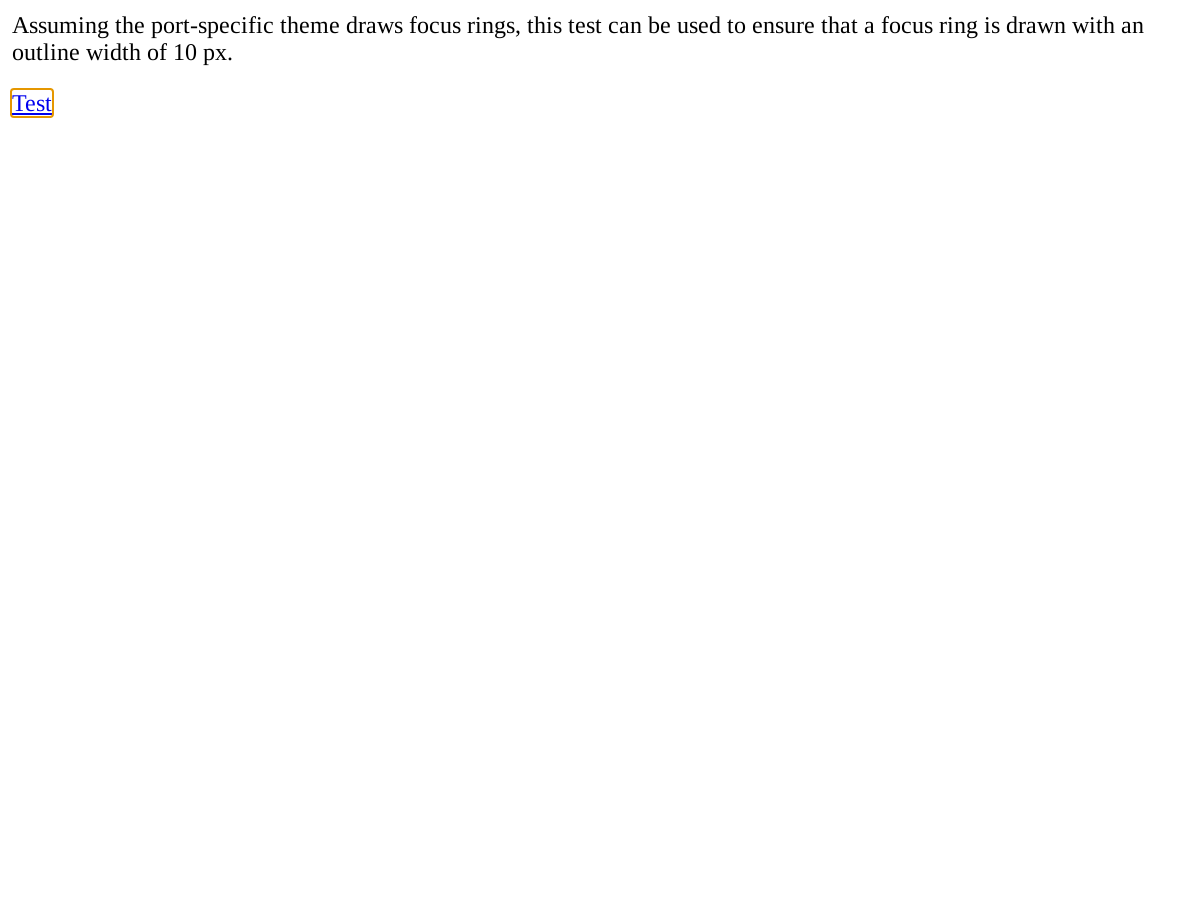 Assuming the port-specific theme draws focus rings, this test can be used to ensure that a focus ring is drawn with an
outline width of 10 px.
Test